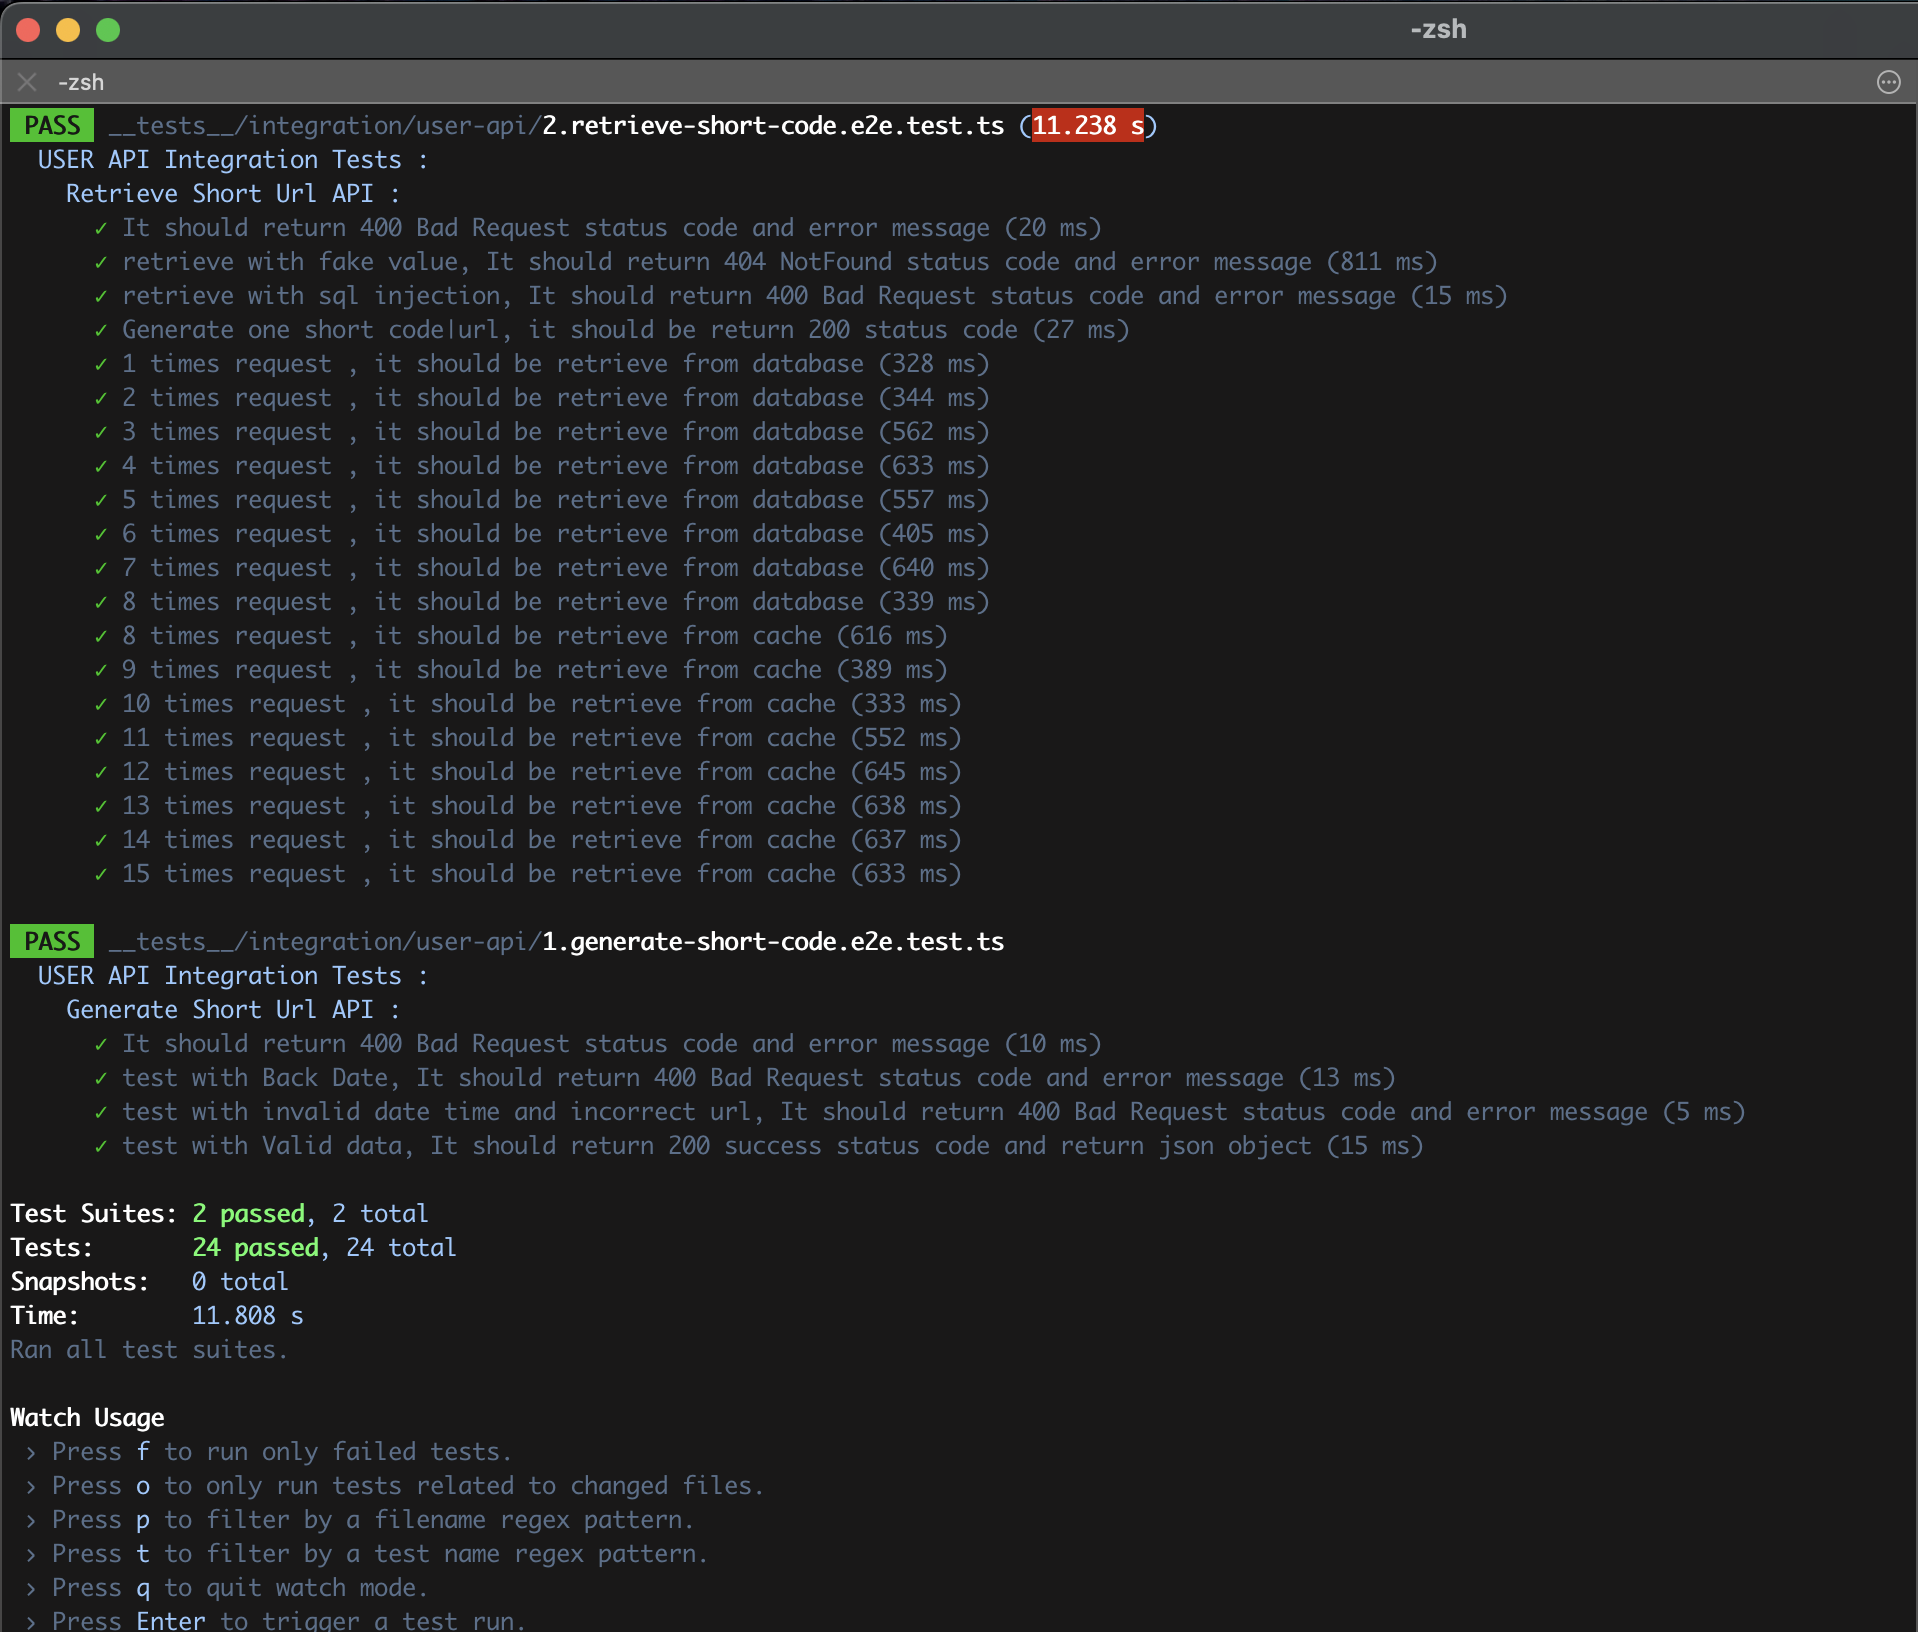 -zsh
-zsh
PASS __tests__/integration/user-api/2.retrieve-short-code.e2e.test.ts (11.238 s)
USER API Integration Tests :
Retrieve Short Url API :
✓ It should return 400 Bad Request status code and error message (20 ms)
✓ retrieve with fake value, It should return 404 NotFound status code and error message (811 ms)
✓ retrieve with sql injection, It should return 400 Bad Request status code and error message (15 ms)
✓ Generate one short code|url, it should be return 200 status code (27 ms)
✓ 1 times request , it should be retrieve from database (328 ms)
✓ 2 times request , it should be retrieve from database (344 ms)
✓ 3 times request , it should be retrieve from database (562 ms)
✓ 4 times request , it should be retrieve from database (633 ms)
✓ 5 times request , it should be retrieve from database (557 ms)
✓ 6 times request , it should be retrieve from database (405 ms)
✓ 7 times request , it should be retrieve from database (640 ms)
✓ 8 times request , it should be retrieve from database (339 ms)
✓ 8 times request , it should be retrieve from cache (616 ms)
✓ 9 times request , it should be retrieve from cache (389 ms)
✓ 10 times request , it should be retrieve from cache (333 ms)
✓ 11 times request , it should be retrieve from cache (552 ms)
✓ 12 times request , it should be retrieve from cache (645 ms)
✓ 13 times request , it should be retrieve from cache (638 ms)
✓ 14 times request , it should be retrieve from cache (637 ms)
✓ 15 times request , it should be retrieve from cache (633 ms)
PASS __tests__/integration/user-api/1.generate-short-code.e2e.test.ts
USER API Integration Tests :
Generate Short Url API :
✓ It should return 400 Bad Request status code and error message (10 ms)
✓ test with Back Date, It should return 400 Bad Request status code and error message (13 ms)
✓ test with invalid date time and incorrect url, It should return 400 Bad Request status code and error message (5 ms)
✓ test with Valid data, It should return 200 success status code and return json object (15 ms)
Test Suites: 2 passed, 2 total
Tests: 24 passed, 24 total
Snapshots: 0 total
Time: 11.808 s
Ran all test suites.
Watch Usage
› Press f to run only failed tests.
› Press o to only run tests related to changed files.
› Press p to filter by a filename regex pattern.
› Press t to filter by a test name regex pattern.
› Press q to quit watch mode.
› Press Enter to trigger a test run.